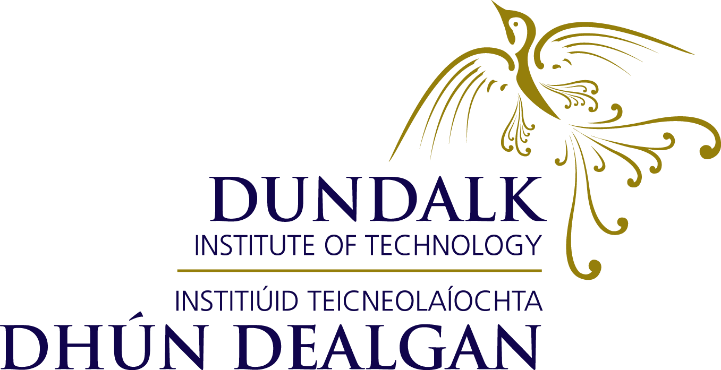 DUNDALK
INSTITUTE OF TECHNOLOGY
INSTITIÚID TEICNEOLAÍOCHTA
DHÚN DEALGAN